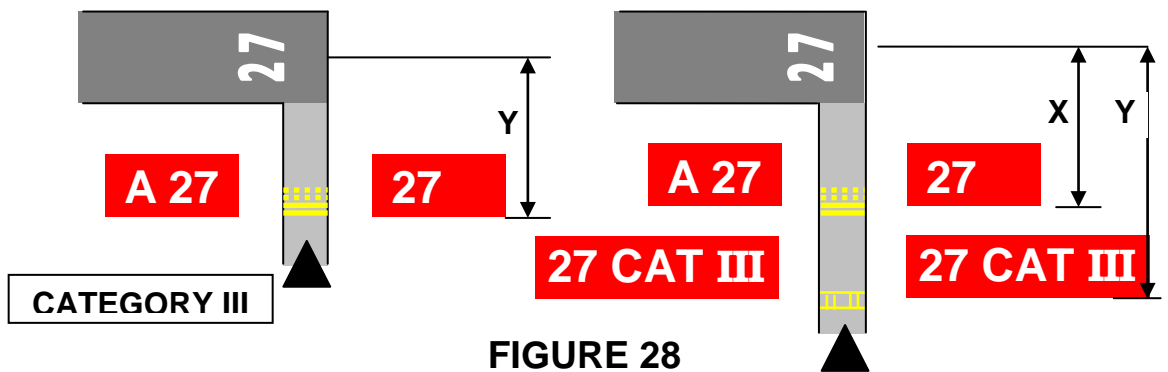 27
27
Y
X
Y
A 27
27
A 27
27
27 CAT III
27 CAT III
CATEGORY III
FIGURE 28